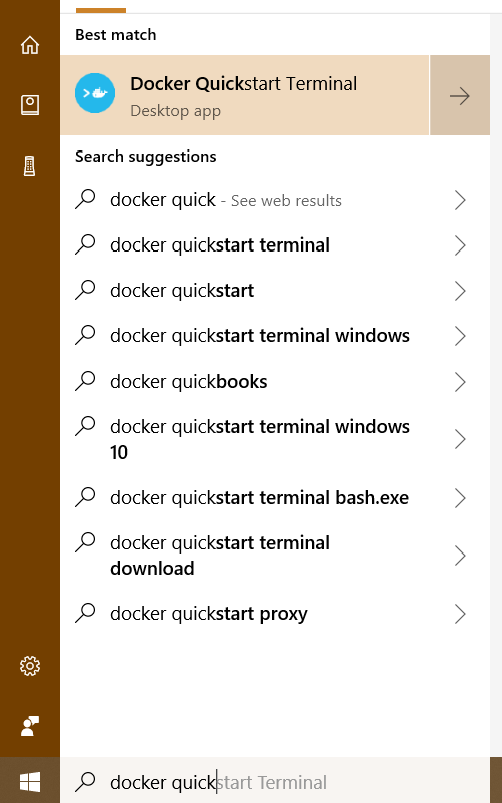 Best match
Docker Quickstart Terminal
Desktop app
Search suggestions
docker quick - See web results
docker quickstart terminal
docker quickstart
docker quickstart terminal windows
docker quickbooks
docker quickstart terminal windows
10
docker quickstart terminal bash.exe
docker quickstart terminal
download
docker quickstart proxy
docker quickstart Terminal